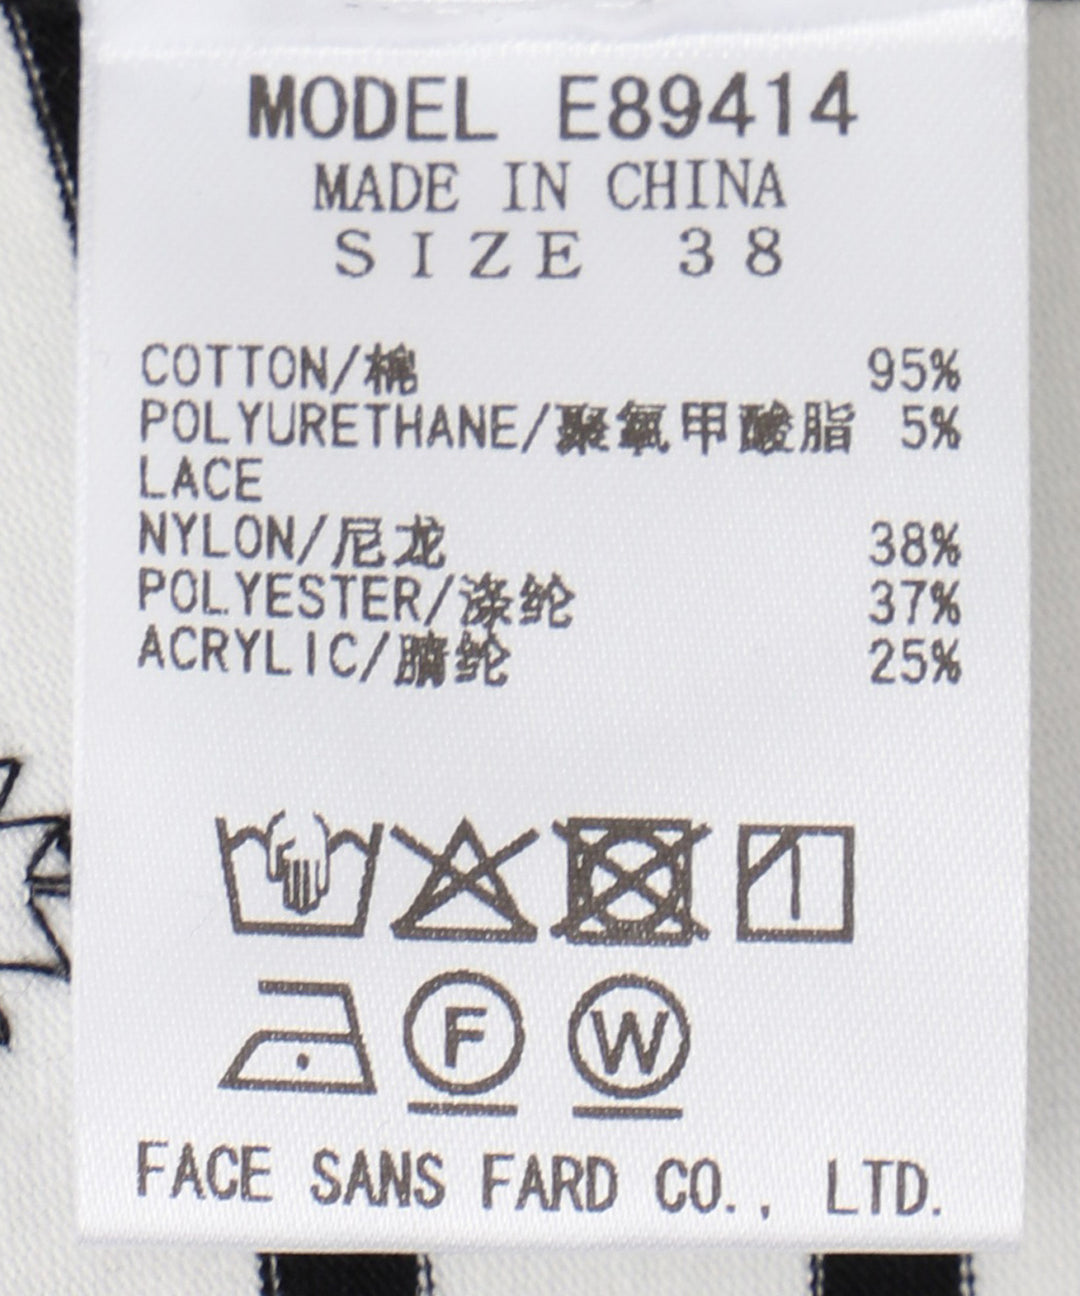 MODEL E89414
MADE IN CHINA
SIZE 38
COTTON/棉 95%
POLYURETHANE/聚氧甲酸脂 5%
LACE
NYLON/尼龙 38%
POLYESTER/涤纶 37%
ACRYLIC/腈纶 25%
F W
FACE SANS FARD CO., LTD.